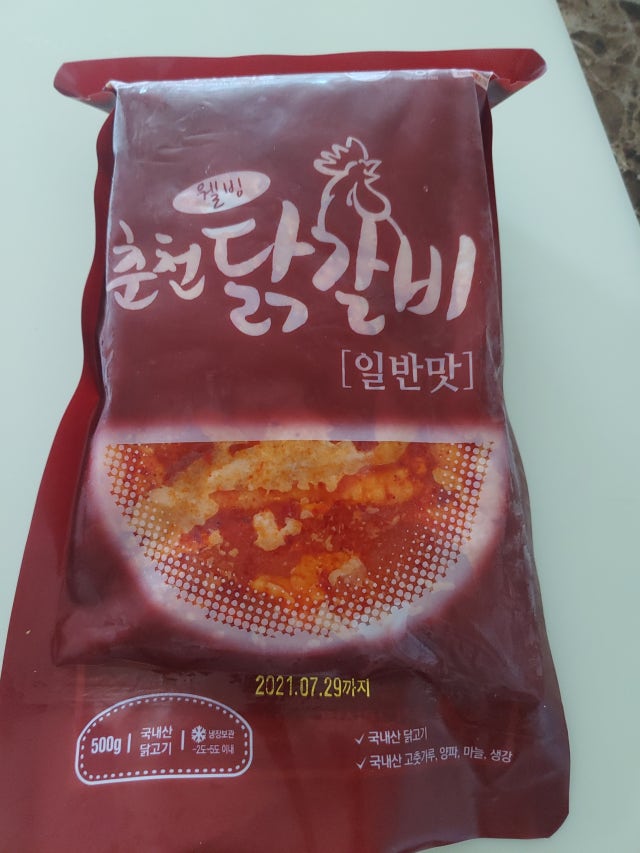 웰빙
춘천 닭갈비
[일반맛]
2021.07.29까지
500g
국내산
닭고기
냉장보관
-2도~5도 이내
✓ 국내산 닭고기
✓ 국내산 고춧가루, 양파, 마늘, 생강